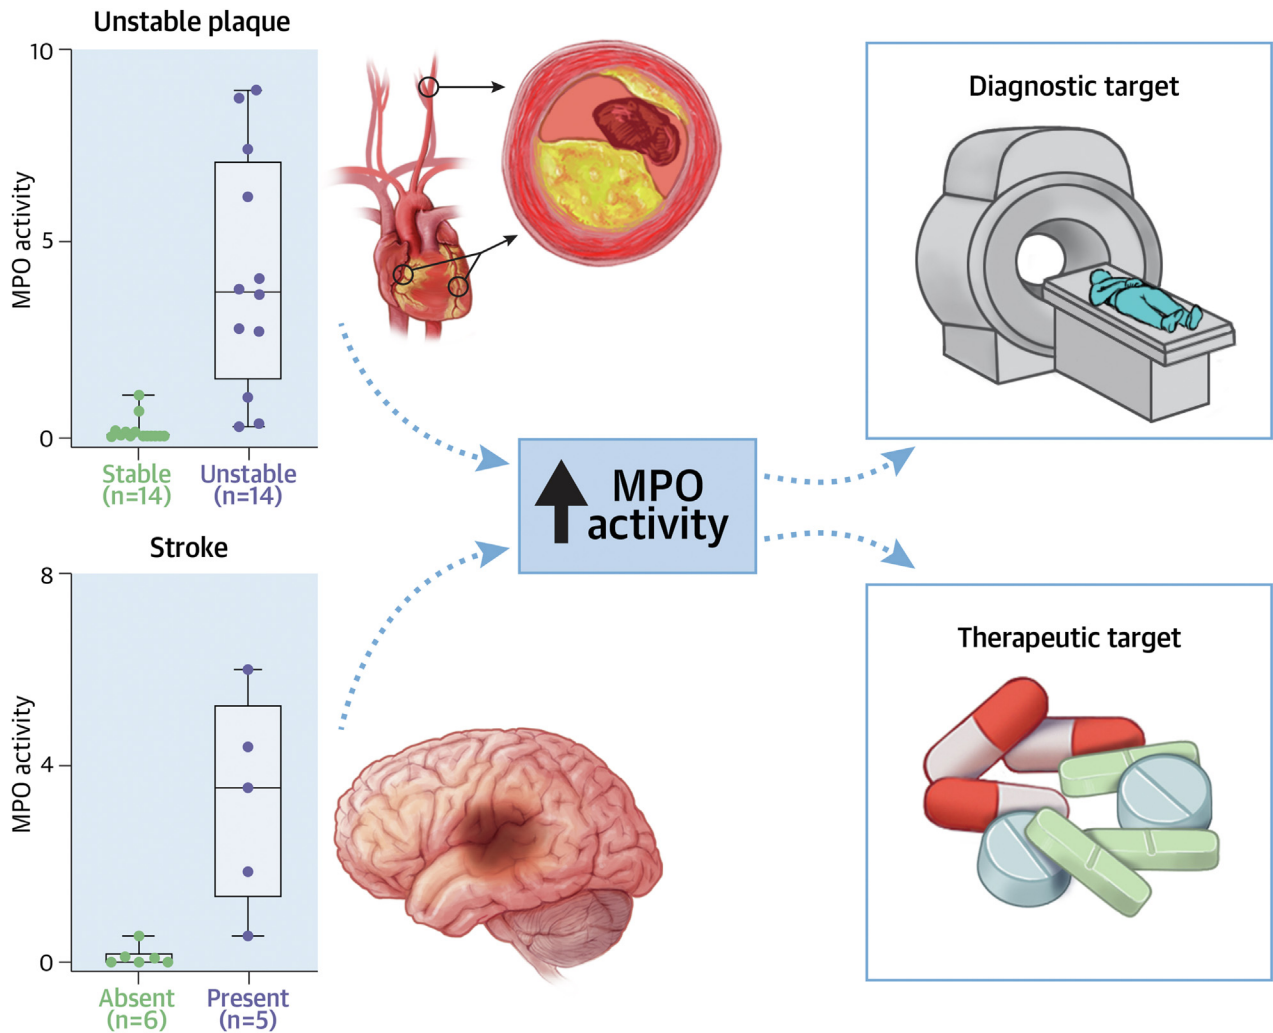 Unstable plaque
10
5
0
MPO activity
Stable
(n=14)
Unstable
(n=14)
Stroke
8
4
0
MPO activity
Absent
(n=6)
Present
(n=5)
MPO
activity
Diagnostic target
Therapeutic target